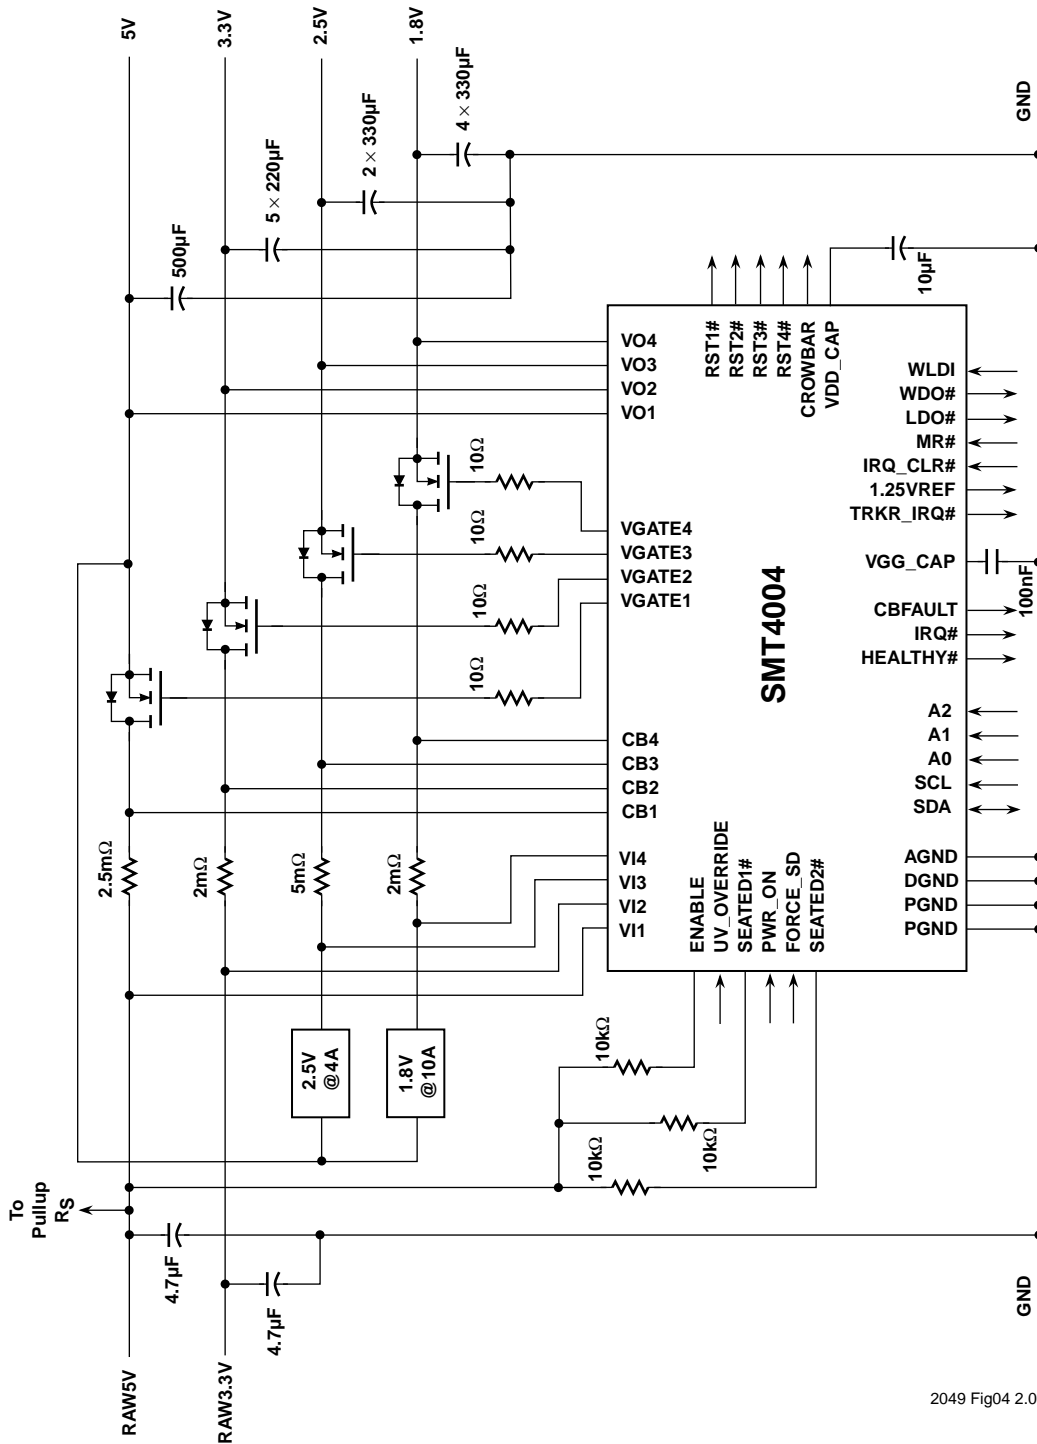 5V
3.3V
2.5V
1.8V
500µF
5 × 220µF
2 × 330µF
4 × 330µF
GND
10µF
RST1#
RST2#
RST3#
RST4#
CROWBAR
VDD_CAP
VO4
VO3
VO2
VO1
10Ω
10Ω
10Ω
10Ω
VGATE4
VGATE3
VGATE2
VGATE1
CB4
CB3
CB2
CB1
VI4
VI3
VI2
VI1
2.5mΩ
2mΩ
5mΩ
2mΩ
SMT4004
WLDI
WDO#
LDO#
MR#
IRQ_CLR#
1.25VREF
TRKR_IRQ#
VGG_CAP
100nF
CBFAULT
IRQ#
HEALTHY#
A2
A1
A0
SCL
SDA
AGND
DGND
PGND
PGND
ENABLE
UV_OVERRIDE
SEATED1#
PWR_ON
FORCE_SD
SEATED2#
2.5V
@4A
1.8V
@10A
10kΩ
10kΩ
10kΩ
To
Pullup
RS
4.7µF
4.7µF
RAW5V
RAW3.3V
GND
2049 Fig04 2.0